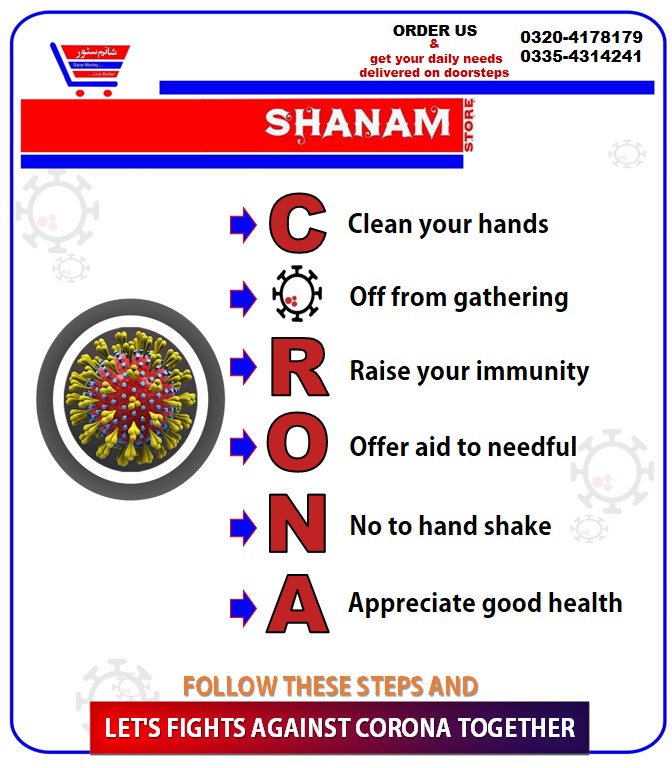 شانم سٹور
Save Money....
....Live Better
ORDER US
&
get your daily needs
delivered on doorsteps
0320-4178179
0335-4314241
SHANAM
STORE
C Clean your hands
Off from gathering
R Raise your immunity
O Offer aid to needful
N No to hand shake
A Appreciate good health
FOLLOW THESE STEPS AND
LET'S FIGHTS AGAINST CORONA TOGETHER